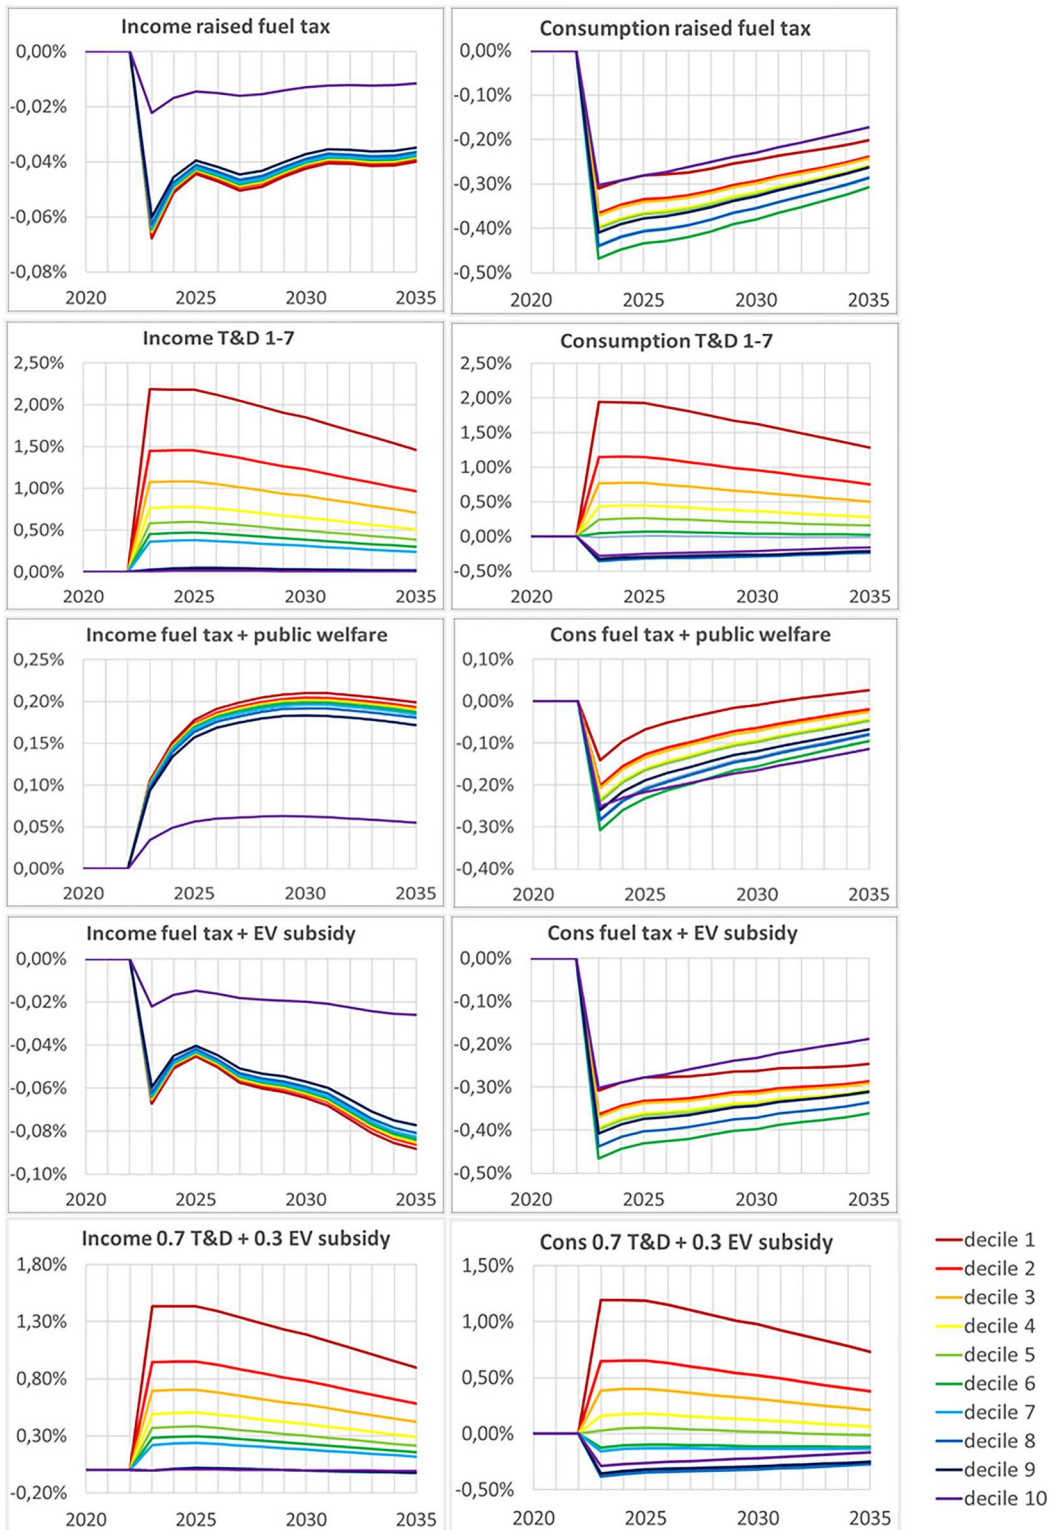 Income raised fuel tax
0,00%
-0,02%
-0,04%
-0,06%
-0,08%
2020 2025 2030 2035
Consumption raised fuel tax
0,00%
-0,10%
-0,20%
-0,30%
-0,40%
-0,50%
2020 2025 2030 2035
Income T&D 1-7
2,50%
2,00%
1,50%
1,00%
0,50%
0,00%
2020 2025 2030 2035
Consumption T&D 1-7
2,50%
2,00%
1,50%
1,00%
0,50%
0,00%
-0,50%
2020 2025 2030 2035
Income fuel tax + public welfare
0,25%
0,20%
0,15%
0,10%
0,05%
0,00%
2020 2025 2030 2035
Cons fuel tax + public welfare
0,10%
0,00%
-0,10%
-0,20%
-0,30%
-0,40%
2020 2025 2030 2035
Income fuel tax + EV subsidy
0,00%
-0,02%
-0,04%
-0,06%
-0,08%
-0,10%
2020 2025 2030 2035
Cons fuel tax + EV subsidy
0,00%
-0,10%
-0,20%
-0,30%
-0,40%
-0,50%
2020 2025 2030 2035
Income 0.7 T&D + 0.3 EV subsidy
1,80%
1,30%
0,80%
0,30%
-0,20%
2020 2025 2030 2035
Cons 0.7 T&D + 0.3 EV subsidy
1,50%
1,00%
0,50%
0,00%
-0,50%
2020 2025 2030 2035
decile 1
decile 2
decile 3
decile 4
decile 5
decile 6
decile 7
decile 8
decile 9
decile 10